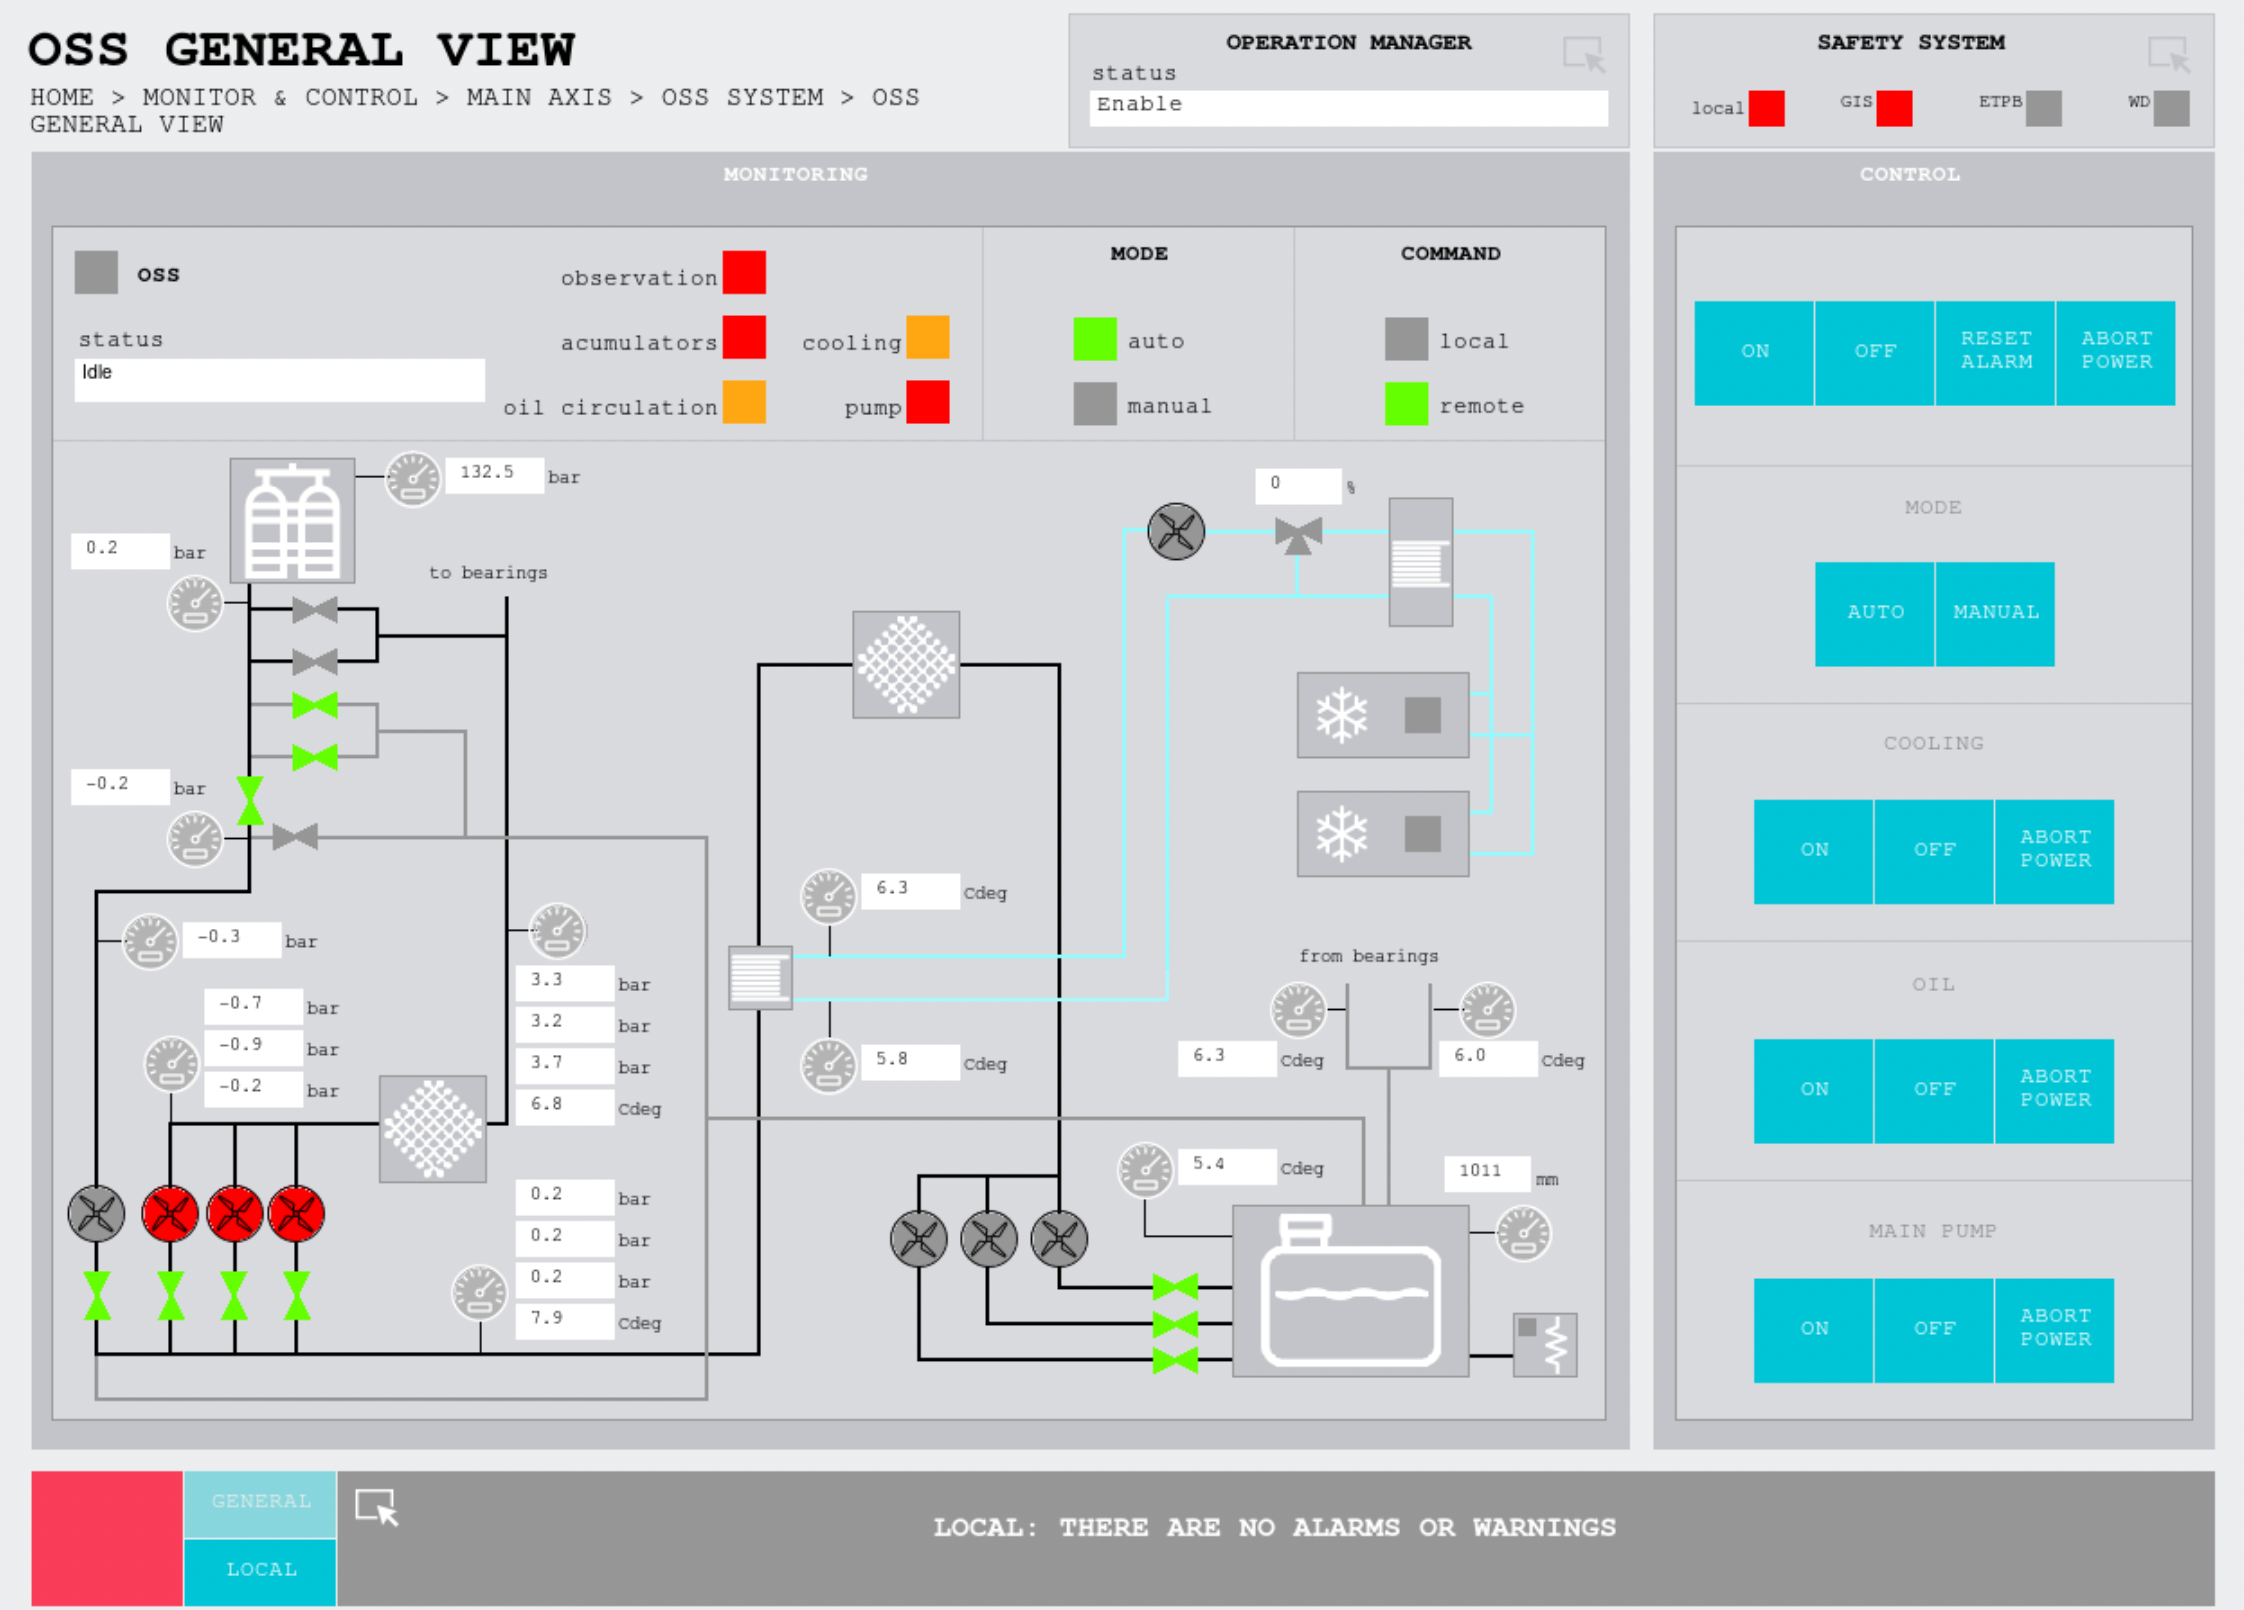 OSS GENERAL VIEW
HOME > MONITOR & CONTROL > MAIN AXIS > OSS SYSTEM > OSS
GENERAL VIEW
OPERATION MANAGER
status
Enable
SAFETY SYSTEM
local
GIS
ETPB
WD
MONITORING
OSS
status
Idle
observation
acumulators
cooling
oil circulation
pump
MODE
auto
manual
COMMAND
local
remote
132.5 bar
0.2 bar
to bearings
0 %
-0.2 bar
-0.3 bar
-0.7 bar
-0.9 bar
-0.2 bar
3.3 bar
3.2 bar
3.7 bar
6.8 Cdeg
0.2 bar
0.2 bar
0.2 bar
7.9 Cdeg
6.3 Cdeg
5.8 Cdeg
from bearings
6.3 Cdeg
6.0 Cdeg
5.4 Cdeg
1011 mm
CONTROL
ON
OFF
RESET
ALARM
ABORT
POWER
MODE
AUTO
MANUAL
COOLING
ON
OFF
ABORT
POWER
OIL
ON
OFF
ABORT
POWER
MAIN PUMP
ON
OFF
ABORT
POWER
GENERAL
LOCAL
LOCAL: THERE ARE NO ALARMS OR WARNINGS